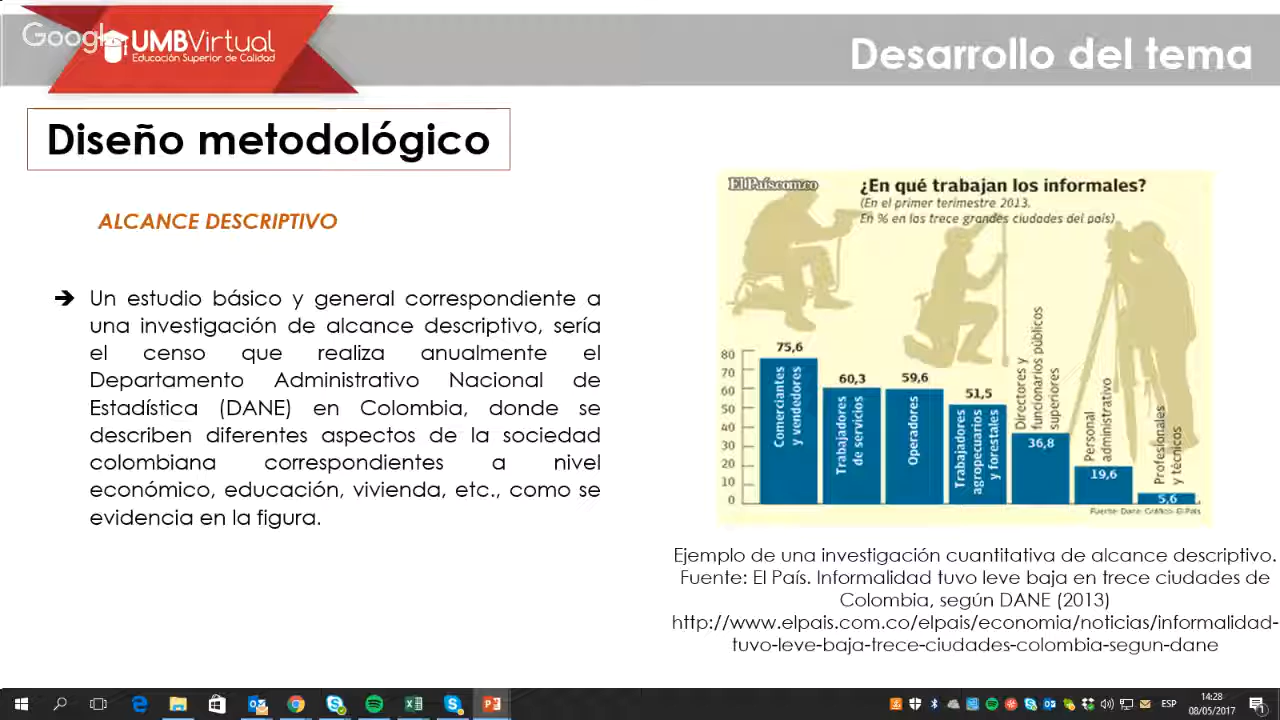 Google
UMBVirtual
Educación Superior de Calidad
Desarrollo del tema
Diseño metodológico
ALCANCE DESCRIPTIVO
➔ Un estudio básico y general correspondiente a
una investigación de alcance descriptivo, sería
el censo que realiza anualmente el
Departamento Administrativo Nacional de
Estadística (DANE) en Colombia, donde se
describen diferentes aspectos de la sociedad
colombiana correspondientes a nivel
económico, educación, vivienda, etc., como se
evidencia en la figura.
ElPaís.com.co
¿En qué trabajan los informales?
(En el primer terimestre 2013.
En % en las trece grandes ciudades del país)
80
70
60
50
40
30
20
10
0
75,6
Comerciantes
y vendedores
60,3
Trabajadores
de servicios
59,6
Operadores
51,5
Trabajadores
agropecuarios
y forestales
Directores y
funcionarios públicos
superiores
36,8
Personal
administrativo
19,6
Profesionales
y técnicos
5,6
Fuente: Dane. Gráfico: El País
Ejemplo de una investigación cuantitativa de alcance descriptivo.
Fuente: El País. Informalidad tuvo leve baja en trece ciudades de
Colombia, según DANE (2013)
http://www.elpais.com.co/elpais/economia/noticias/informalidad-
tuvo-leve-baja-trece-ciudades-colombia-segun-dane
ESP
14:28
08/05/2017